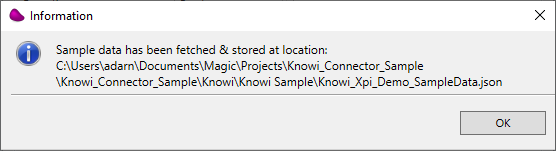 Information
Sample data has been fetched & stored at location:
C:\Users\adarn\Documents\Magic\Projects\Knowi_Connector_Sample
\Knowi_Connector_Sample\Knowi\Knowi Sample\Knowi_Xpi_Demo_SampleData.json
OK